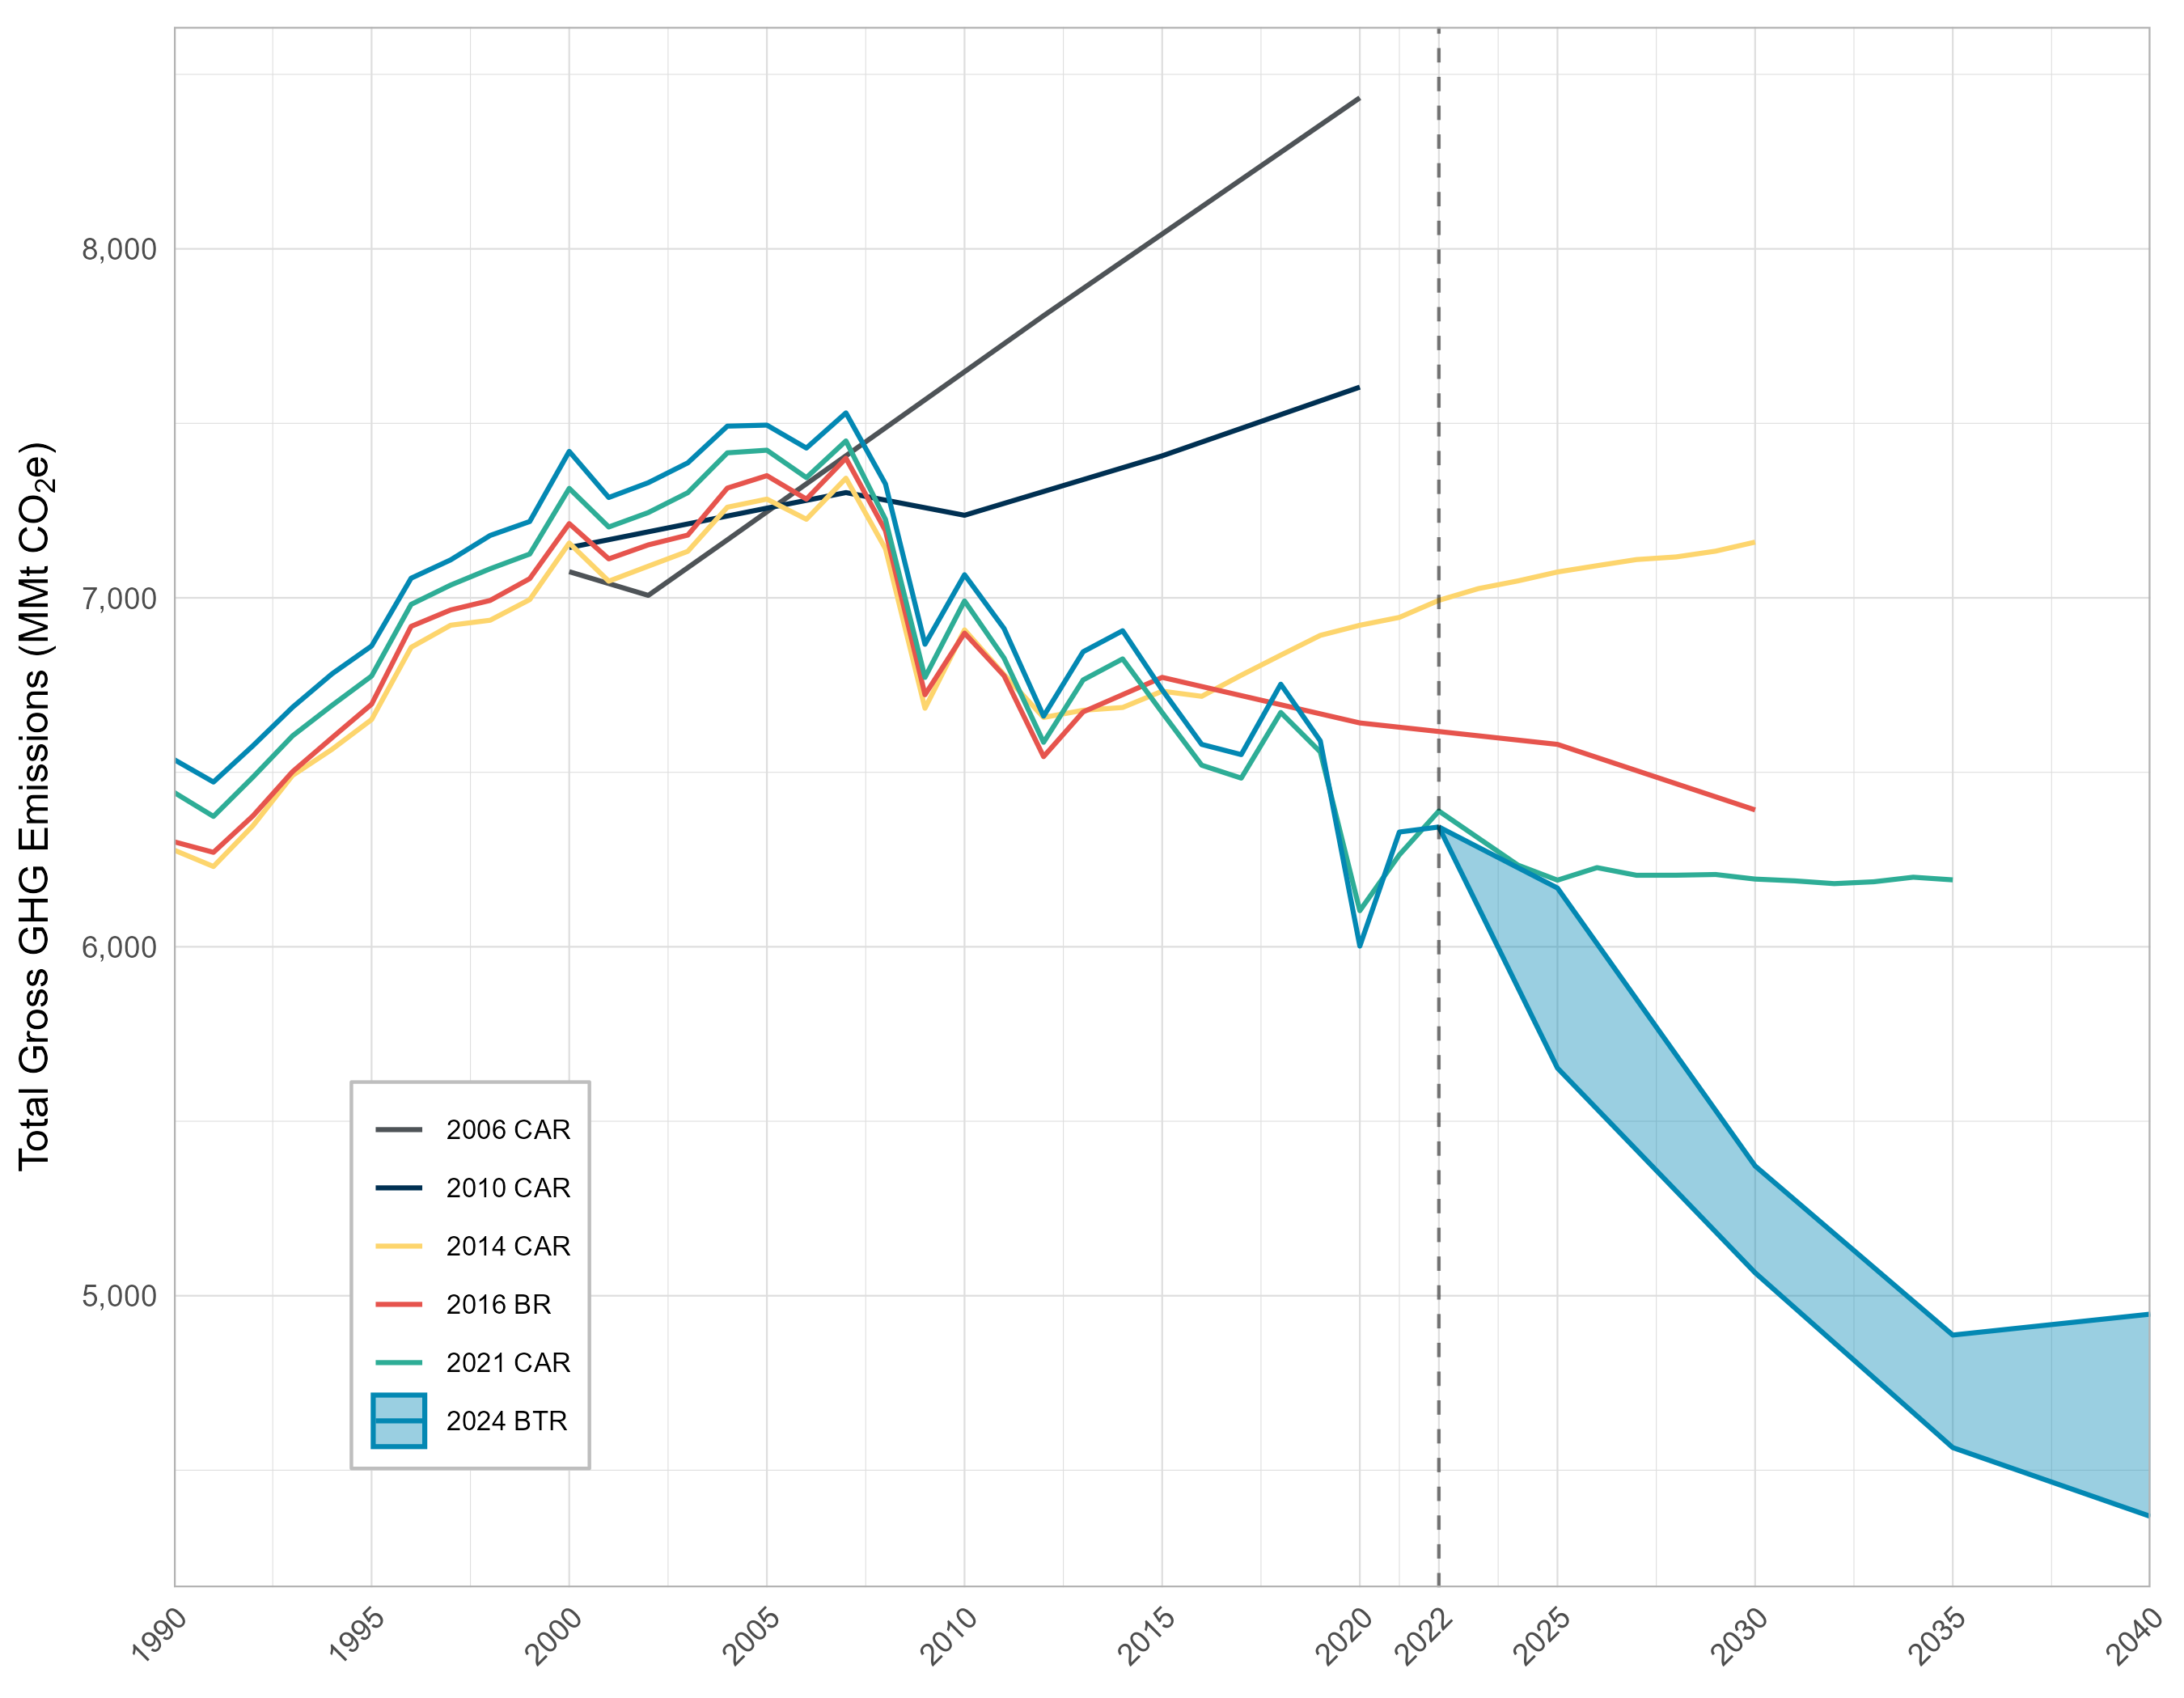 Total Gross GHG Emissions (MMt CO₂e)
8,000
7,000
6,000
5,000
2006 CAR
2010 CAR
2014 CAR
2016 BR
2021 CAR
2024 BTR
1990
1995
2000
2005
2010
2015
2020
2022
2025
2030
2035
2040